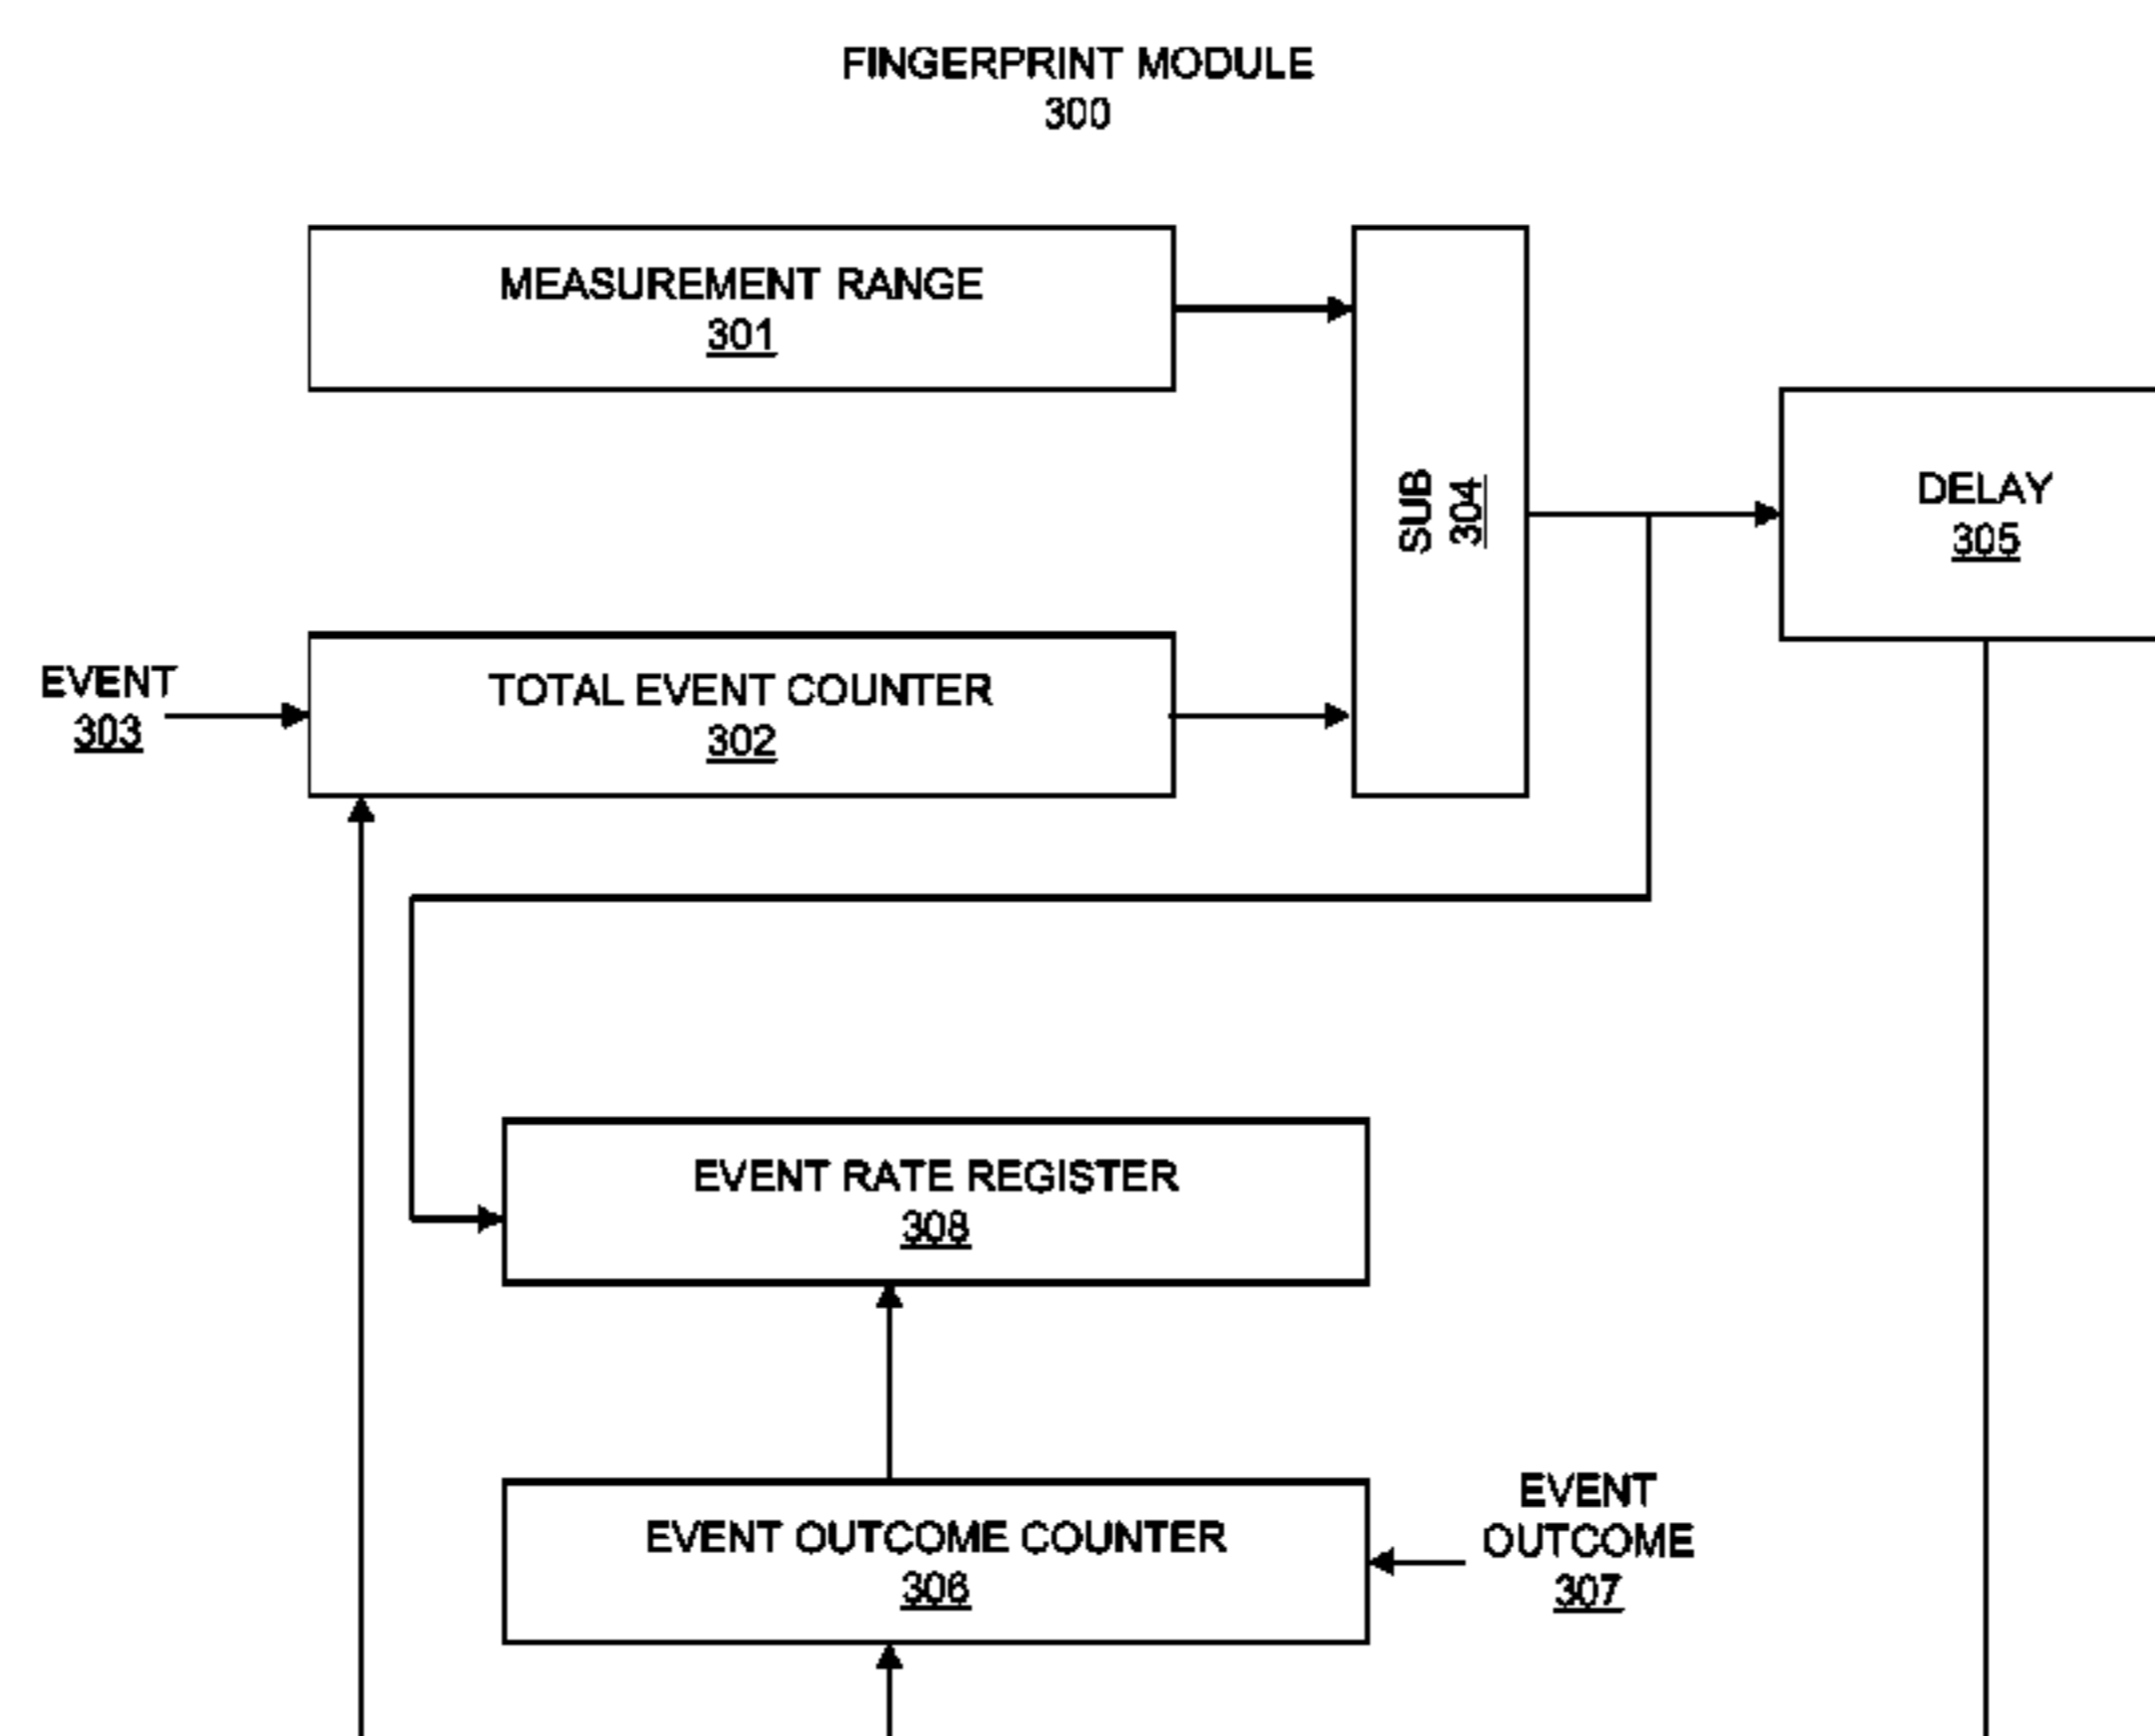 FINGERPRINT MODULE
300
MEASUREMENT RANGE
301
SUB
304
DELAY
305
EVENT
303
TOTAL EVENT COUNTER
302
EVENT RATE REGISTER
308
EVENT OUTCOME COUNTER
306
EVENT
OUTCOME
307